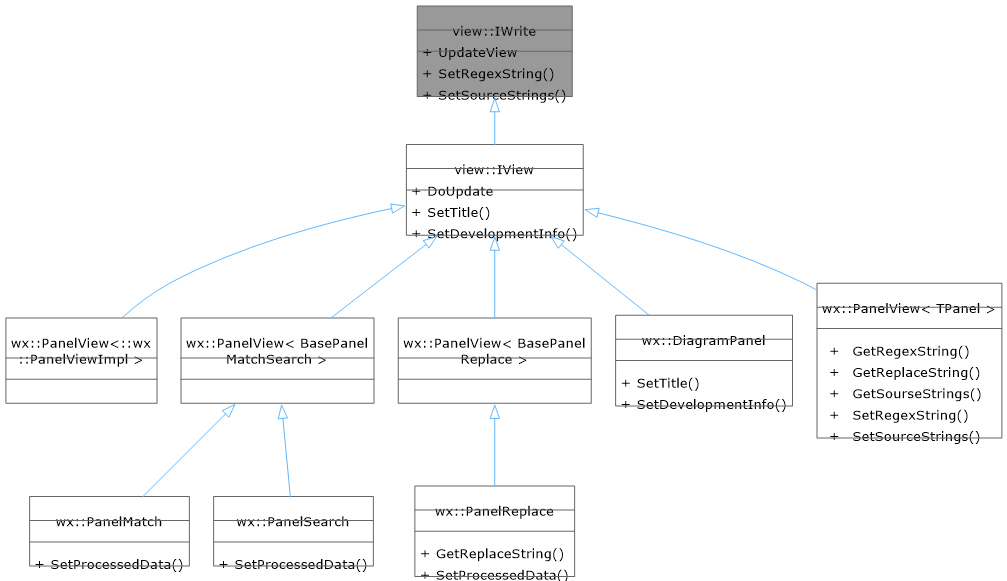 view::IWrite
+ UpdateView
+ SetRegexString()
+ SetSourceStrings()
view::IView
+ DoUpdate
+ SetTitle()
+ SetDevelopmentInfo()
wx::PanelView<::wx
::PanelViewImpl >
wx::PanelView< BasePanel
MatchSearch >
wx::PanelView< BasePanel
Replace >
wx::DiagramPanel
+ SetTitle()
+ SetDevelopmentInfo()
wx::PanelView< TPanel >
+ GetRegexString()
+ GetReplaceString()
+ GetSourseStrings()
+ SetRegexString()
+ SetSourceStrings()
wx::PanelMatch
+ SetProcessedData()
wx::PanelSearch
+ SetProcessedData()
wx::PanelReplace
+ GetReplaceString()
+ SetProcessedData()